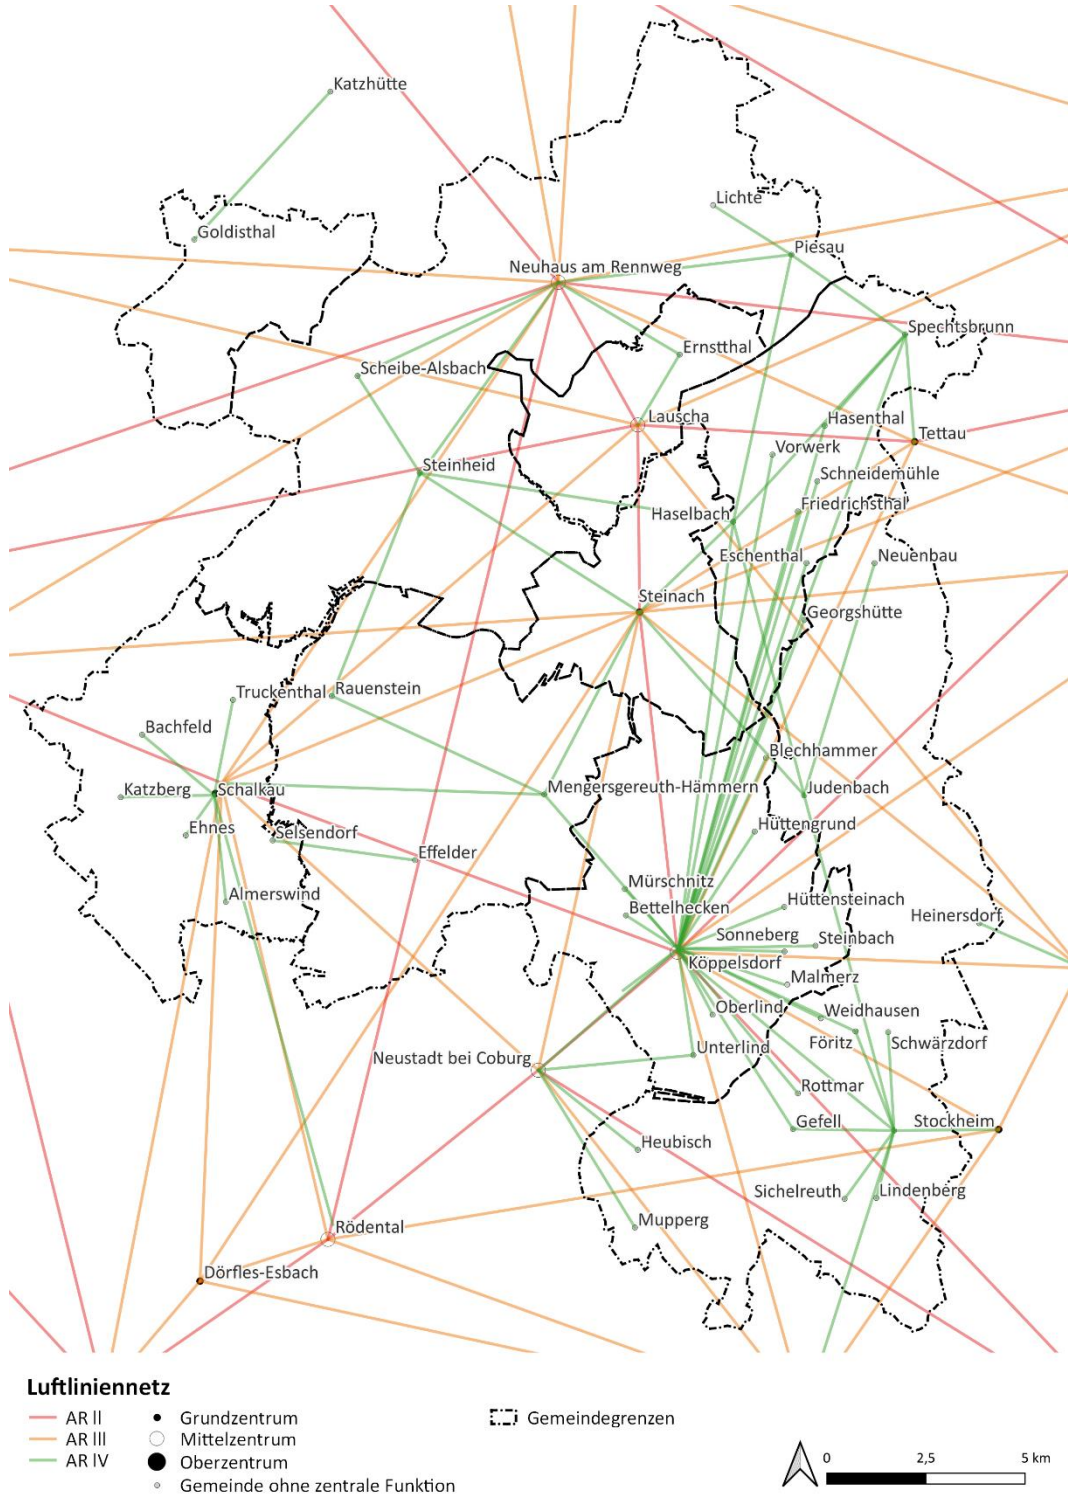 Katzhütte
Lichte
Goldisthal
Piesau
Neuhaus am Rennweg
Spechtsbrunn
Ernstthal
Scheibe-Alsbach
Lauscha
Hasenthal
Tettau
Vorwerk
Steinheid
Schneidemühle
Haselbach
Friedrichsthal
Eschenthal
Neuenbau
Steinach
Georgshütte
Truckenthal
Rauenstein
Bachfeld
Blechhammer
Katzberg
Schalkau
Mengersgereuth-Hämmern
Judenbach
Ehnes
Selsendorf
Hüttengrund
Effelder
Mürschnitz
Almerswind
Bettelhecken
Hüttensteinach
Heinersdorf
Sonneberg
Steinbach
Köppelsdorf
Malmerz
Oberlind
Weidhausen
Neustadt bei Coburg
Unterlind
Föritz
Schwärzdorf
Rottmar
Heubisch
Gefell
Stockheim
Sichelreuth
Lindenberg
Mupperg
Rödental
Dörfles-Esbach
Luftliniennetz
AR II
Grundzentrum
Gemeindegrenzen
AR III
Mittelzentrum
AR IV
Oberzentrum
Gemeinde ohne zentrale Funktion
0 2,5 5 km